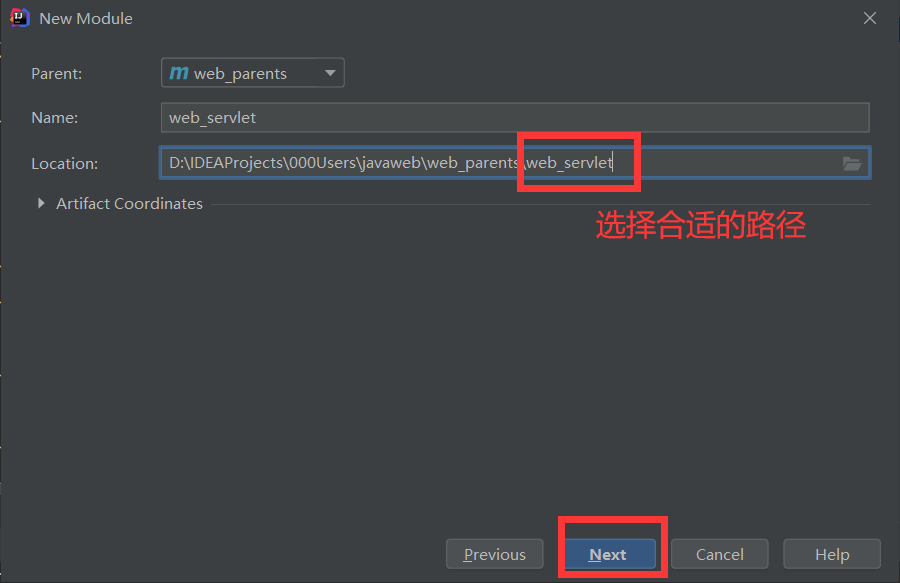 New Module
Parent: web_parents
Name: web_servlet
Location: D:\IDEAProjects\000Users\javaweb\web_parents\web_servlet
Artifact Coordinates
选择合适的路径
Previous Next Cancel Help